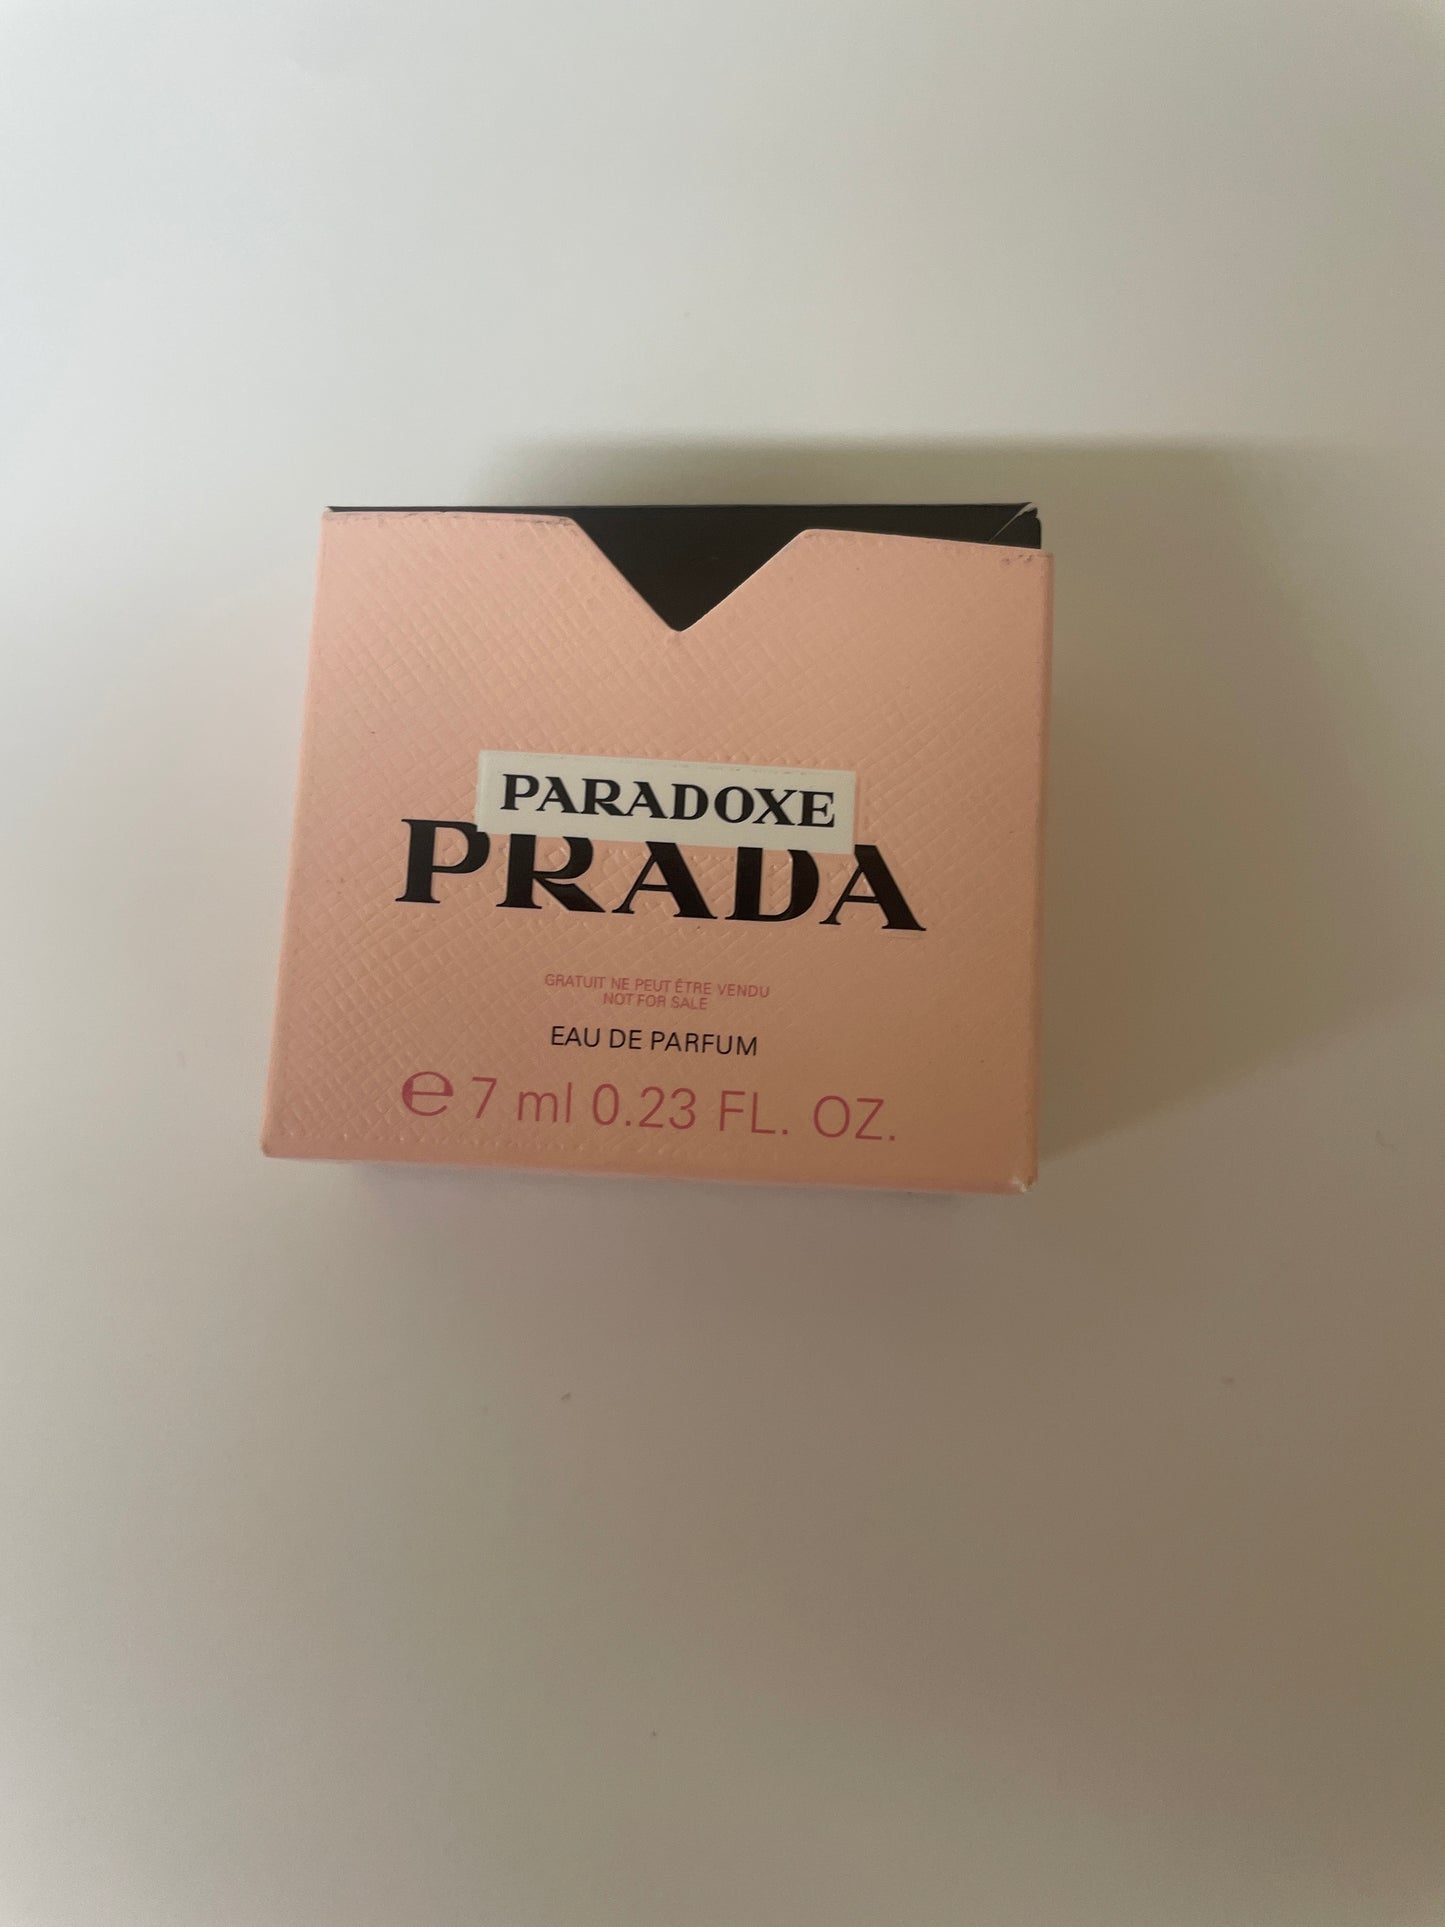 PARADOXE
PRADA
GRATUIT NE PEUT ÊTRE VENDU
NOT FOR SALE
EAU DE PARFUM
℮ 7 ml 0.23 FL. OZ.